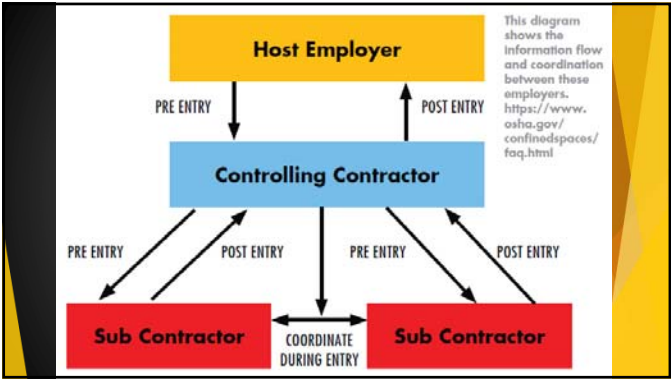 Host Employer
This diagram
shows the
information flow
and coordination
between these
employers.
https://www.
osha.gov/
confinedspaces/
faq.html
PRE ENTRY
POST ENTRY
Controlling Contractor
PRE ENTRY
POST ENTRY
PRE ENTRY
POST ENTRY
Sub Contractor
COORDINATE
DURING ENTRY
Sub Contractor